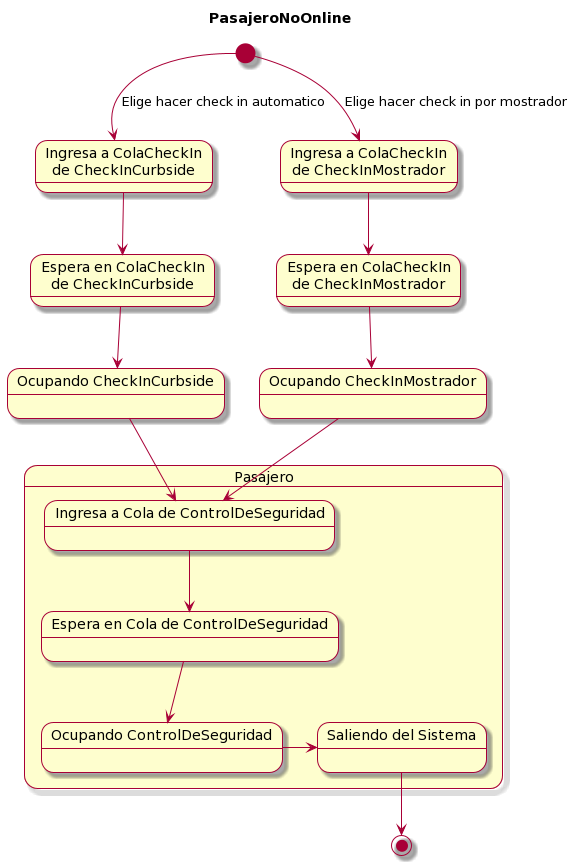 PasajeroNoOnline
Elige hacer check in automatico
Elige hacer check in por mostrador
Ingresa a ColaCheckIn
de CheckInCurbside
Ingresa a ColaCheckIn
de CheckInMostrador
Espera en ColaCheckIn
de CheckInCurbside
Espera en ColaCheckIn
de CheckInMostrador
Ocupando CheckInCurbside
Ocupando CheckInMostrador
Pasajero
Ingresa a Cola de ControlDeSeguridad
Espera en Cola de ControlDeSeguridad
Ocupando ControlDeSeguridad
Saliendo del Sistema